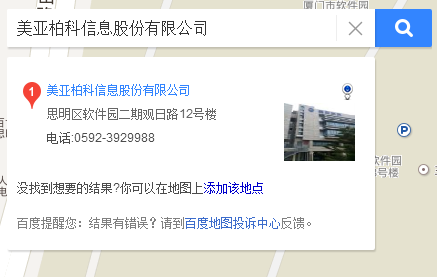 厦门市软件园
美亚柏科信息股份有限公司
1
美亚柏科信息股份有限公司
思明区软件园二期观日路12号楼
电话:0592-3929988
P
软件园
号楼
没找到想要的结果?你可以在地图上添加该地点
百度提醒您：结果有错误？请到百度地图投诉中心反馈。